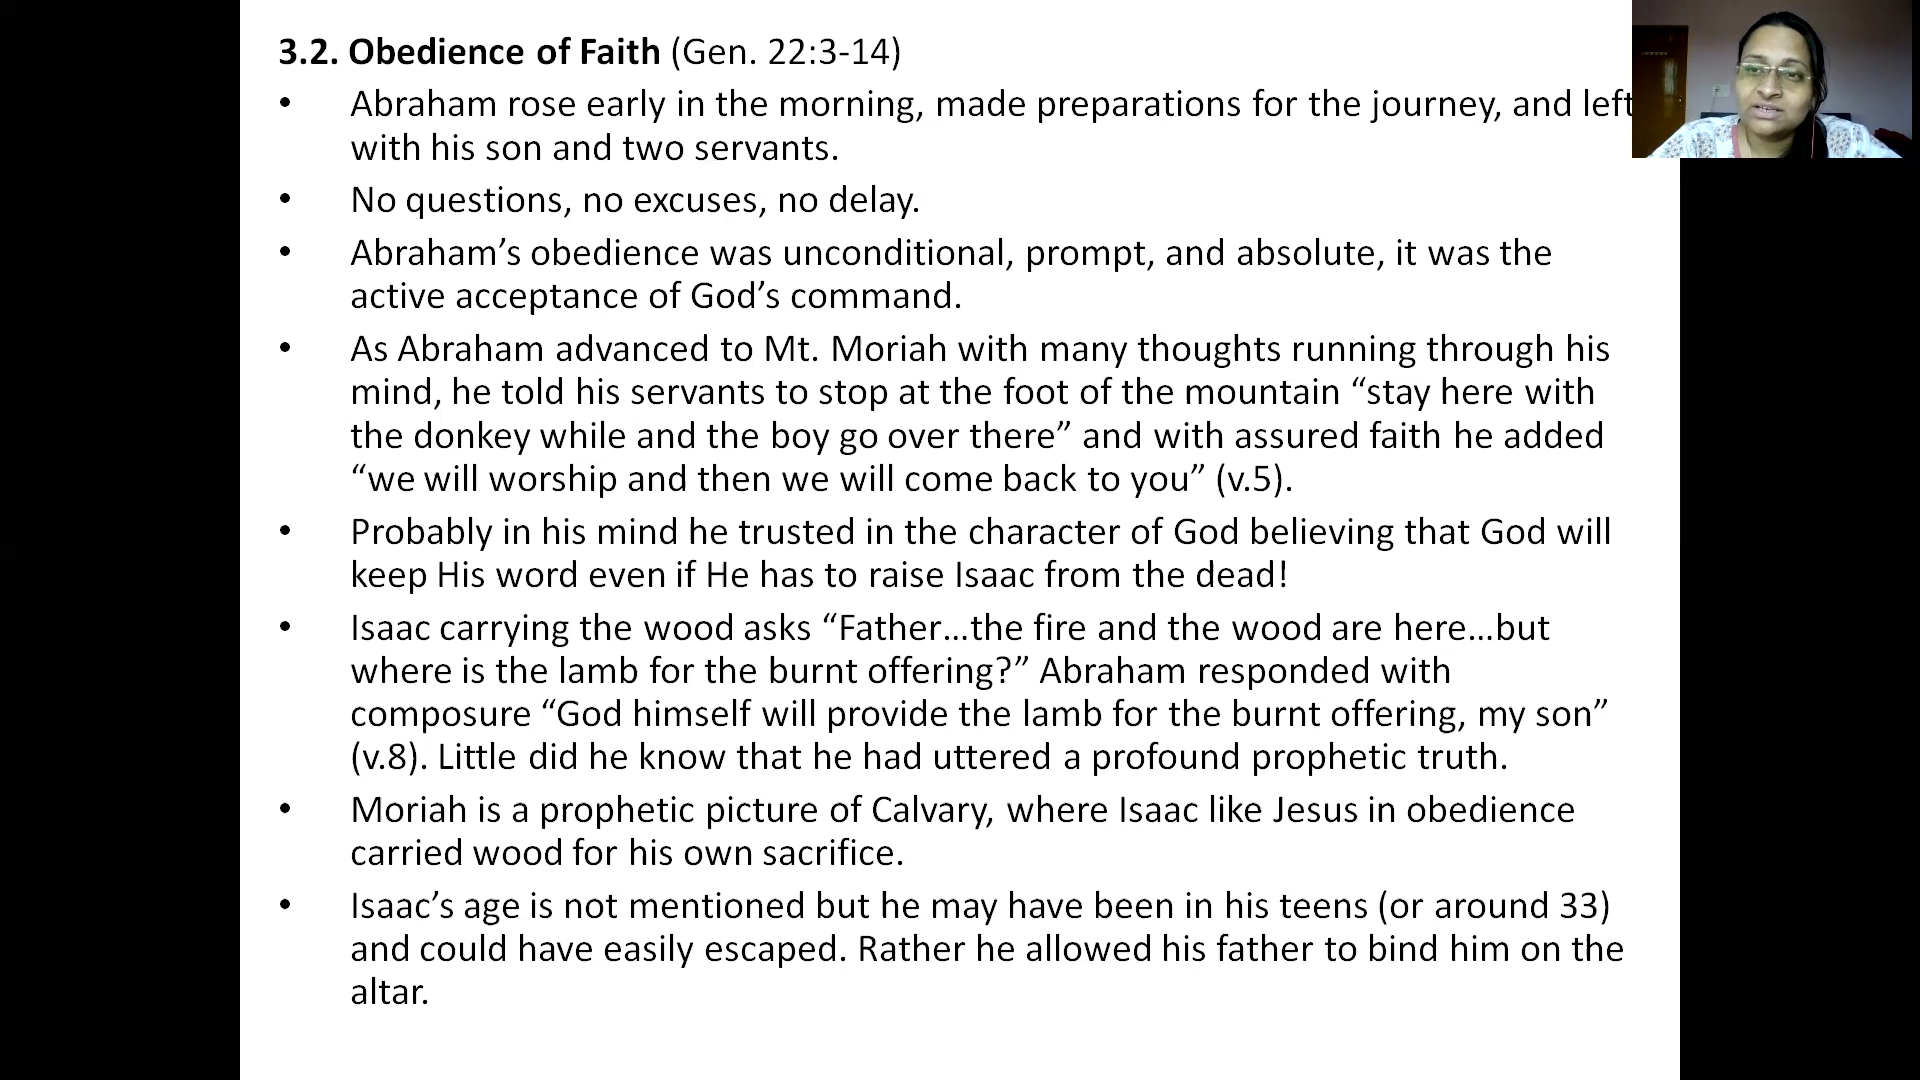 3.2. Obedience of Faith (Gen. 22:3-14)
• Abraham rose early in the morning, made preparations for the journey, and left
with his son and two servants.
• No questions, no excuses, no delay.
• Abraham’s obedience was unconditional, prompt, and absolute, it was the
active acceptance of God’s command.
• As Abraham advanced to Mt. Moriah with many thoughts running through his
mind, he told his servants to stop at the foot of the mountain “stay here with
the donkey while and the boy go over there” and with assured faith he added
“we will worship and then we will come back to you” (v.5).
• Probably in his mind he trusted in the character of God believing that God will
keep His word even if He has to raise Isaac from the dead!
• Isaac carrying the wood asks “Father…the fire and the wood are here…but
where is the lamb for the burnt offering?” Abraham responded with
composure “God himself will provide the lamb for the burnt offering, my son”
(v.8). Little did he know that he had uttered a profound prophetic truth.
• Moriah is a prophetic picture of Calvary, where Isaac like Jesus in obedience
carried wood for his own sacrifice.
• Isaac’s age is not mentioned but he may have been in his teens (or around 33)
and could have easily escaped. Rather he allowed his father to bind him on the
altar.